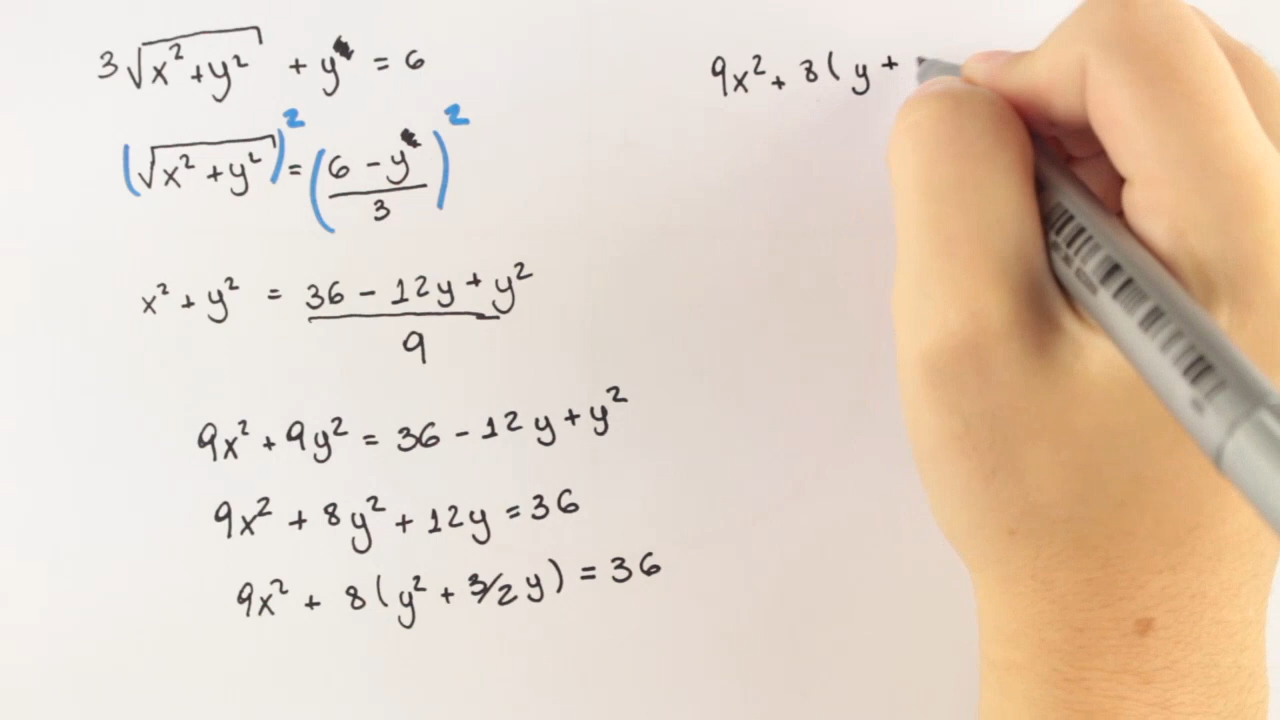 3√x²+y² + y = 6
(√x²+y²)² = (6 - y / 3)²
x² + y² = 36 - 12y + y² / 9
9x² + 9y² = 36 - 12y + y²
9x² + 8y² + 12y = 36
9x² + 8(y² + 3/2 y) = 36
9x² + 8(y +